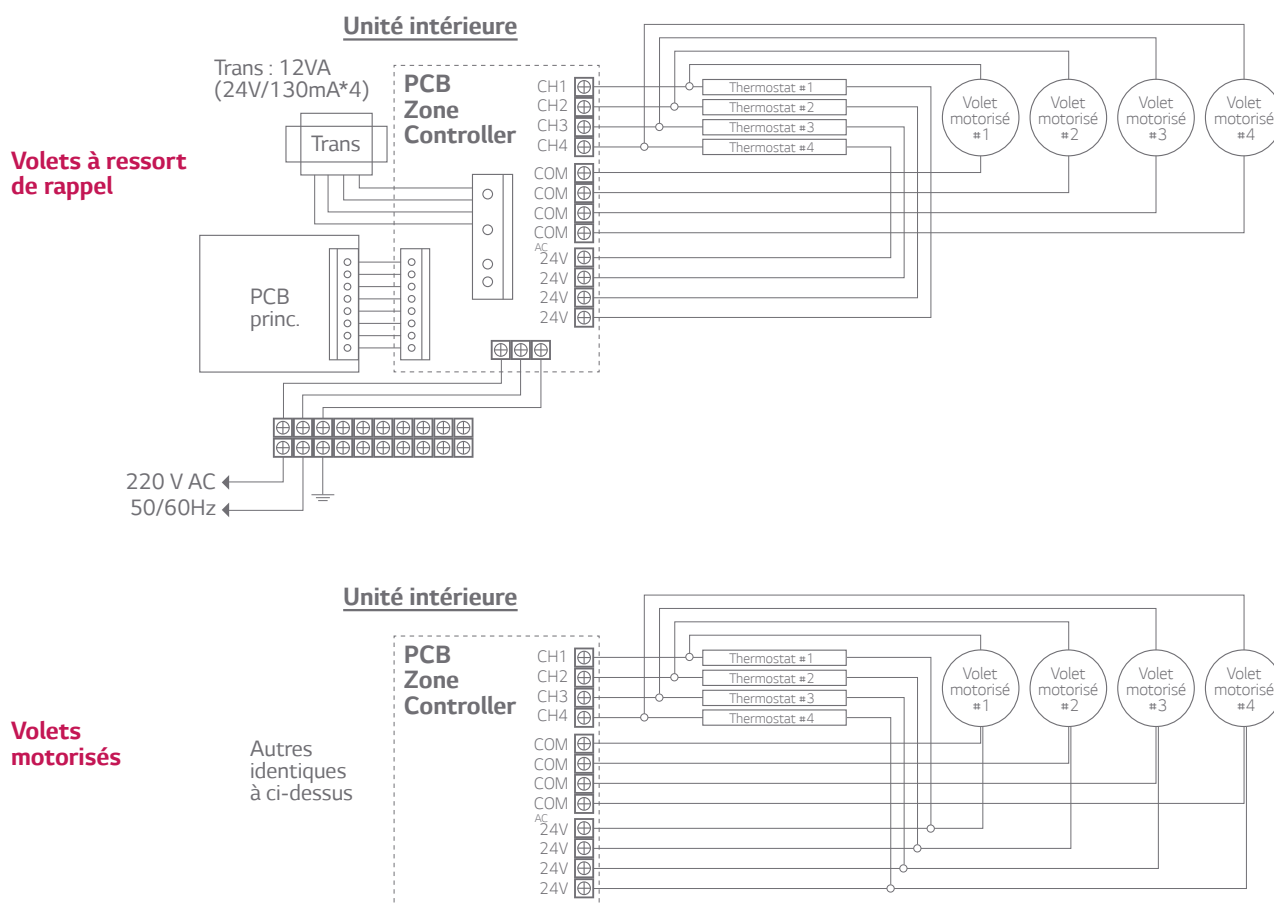 Unité intérieure
Trans : 12VA
(24V/130mA*4)
Trans
PCB
Zone
Controller
CH1
CH2
CH3
CH4
COM
COM
COM
COM
AC
24V
24V
24V
24V
Thermostat #1
Thermostat #2
Thermostat #3
Thermostat #4
Volet
motorisé
#1
Volet
motorisé
#2
Volet
motorisé
#3
Volet
motorisé
#4
Volets à ressort
de rappel
PCB
princ.
220 V AC
50/60Hz
Unité intérieure
PCB
Zone
Controller
CH1
CH2
CH3
CH4
COM
COM
COM
COM
AC
24V
24V
24V
24V
Thermostat #1
Thermostat #2
Thermostat #3
Thermostat #4
Volet
motorisé
#1
Volet
motorisé
#2
Volet
motorisé
#3
Volet
motorisé
#4
Volets
motorisés
Autres
identiques
à ci-dessus